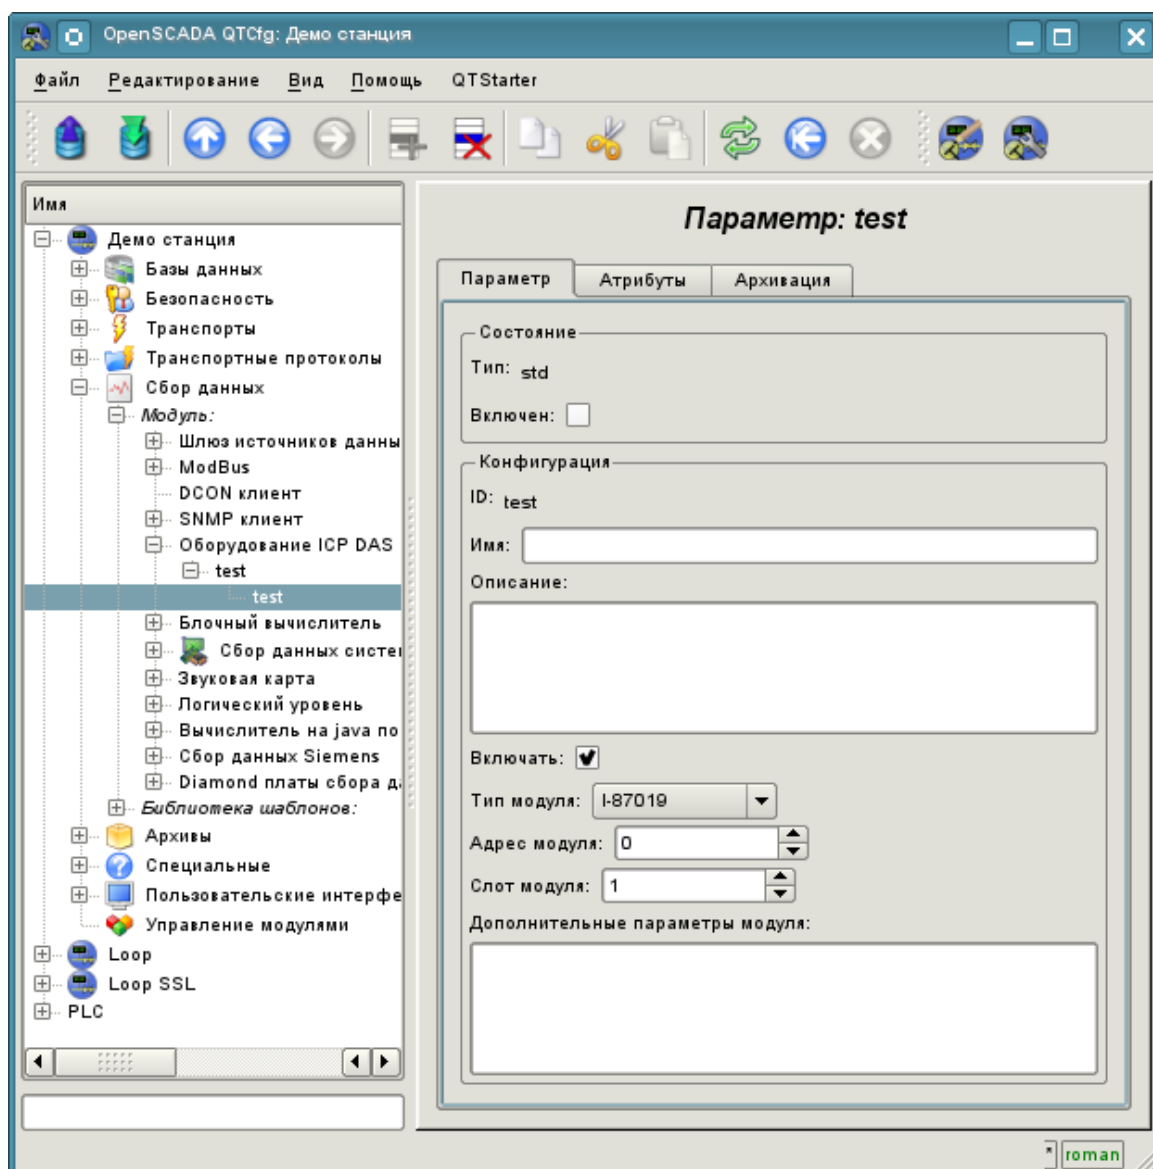 OpenSCADA QTCfg: Демо станция
Файл Редактирование Вид Помощь QTStarter
Имя
Демо станция
Базы данных
Безопасность
Транспорты
Транспортные протоколы
Сбор данных
Модуль:
Шлюз источников данны
ModBus
DCON клиент
SNMP клиент
Оборудование ICP DAS
test
test
Блочный вычислитель
Сбор данных систе
Звуковая карта
Логический уровень
Вычислитель на java по
Сбор данных Siemens
Diamond платы сбора д
Библиотека шаблонов:
Архивы
Специальные
Пользовательские интерфе
Управление модулями
Loop
Loop SSL
PLC
Параметр: test
Параметр Атрибуты Архивация
Состояние
Тип: std
Включен:
Конфигурация
ID: test
Имя:
Описание:
Включать:
Тип модуля: I-87019
Адрес модуля: 0
Слот модуля: 1
Дополнительные параметры модуля:
* roman